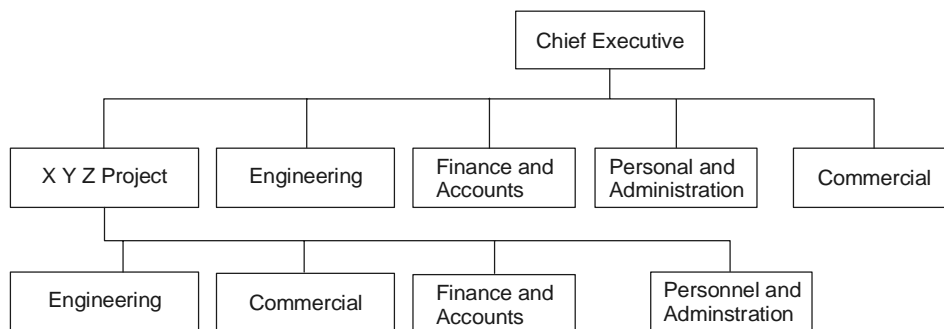 Chief Executive
X Y Z Project
Engineering
Finance and
Accounts
Personal and
Administration
Commercial
Engineering
Commercial
Finance and
Accounts
Personnel and
Adminstration